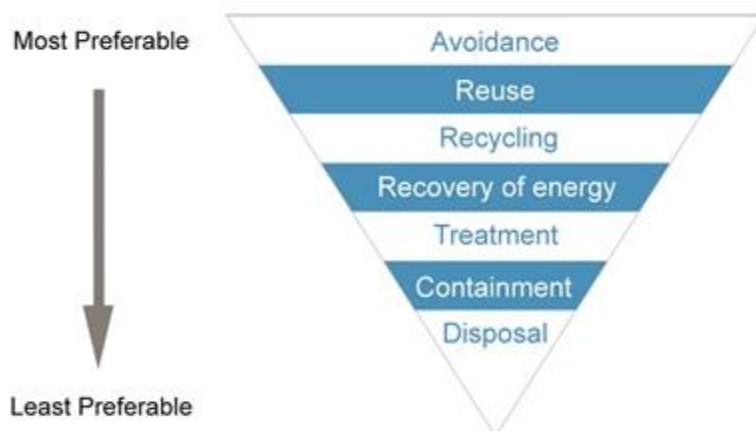 Most Preferable
Avoidance
Reuse
Recycling
Recovery of energy
Treatment
Containment
Disposal
Least Preferable